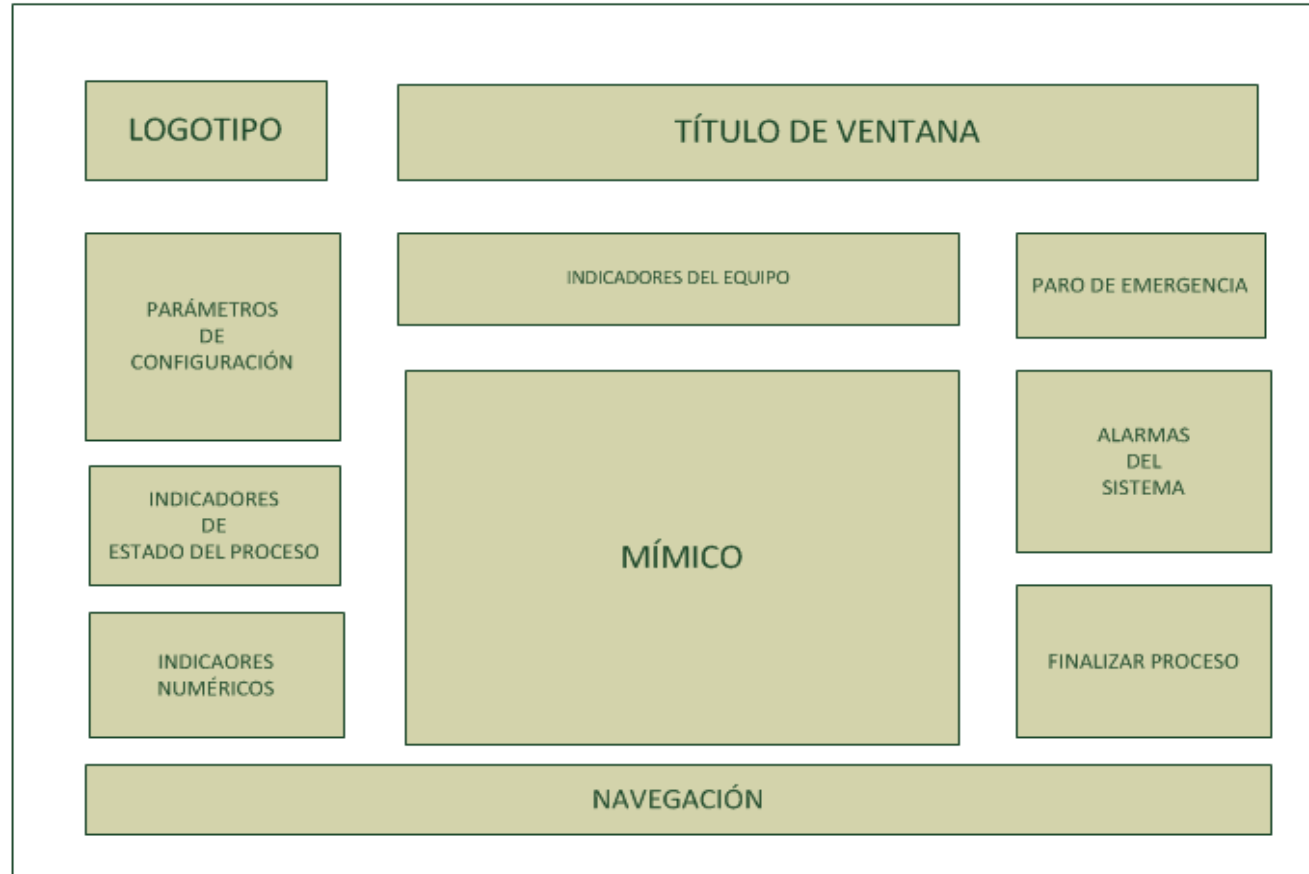 LOGOTIPO
TÍTULO DE VENTANA
PARÁMETROS
DE
CONFIGURACIÓN
INDICADORES DEL EQUIPO
PARO DE EMERGENCIA
INDICADORES
DE
ESTADO DEL PROCESO
MÍMICO
ALARMAS
DEL
SISTEMA
INDICAORES
NUMÉRICOS
FINALIZAR PROCESO
NAVEGACIÓN